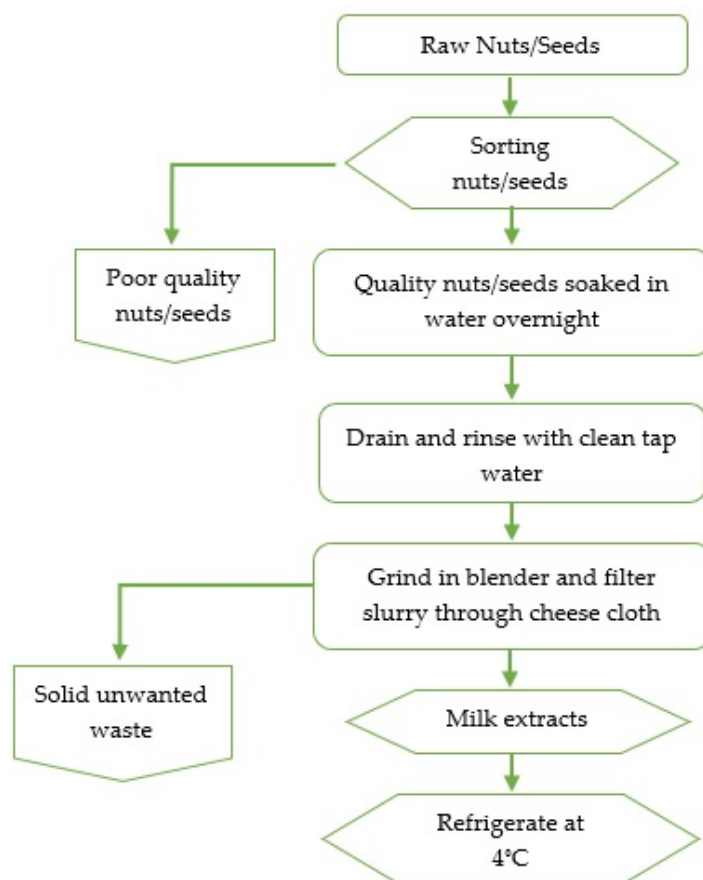 Raw Nuts/Seeds
Sorting
nuts/seeds
Poor quality
nuts/seeds
Quality nuts/seeds soaked in
water overnight
Drain and rinse with clean tap
water
Grind in blender and filter
slurry through cheese cloth
Solid unwanted
waste
Milk extracts
Refrigerate at
4°C